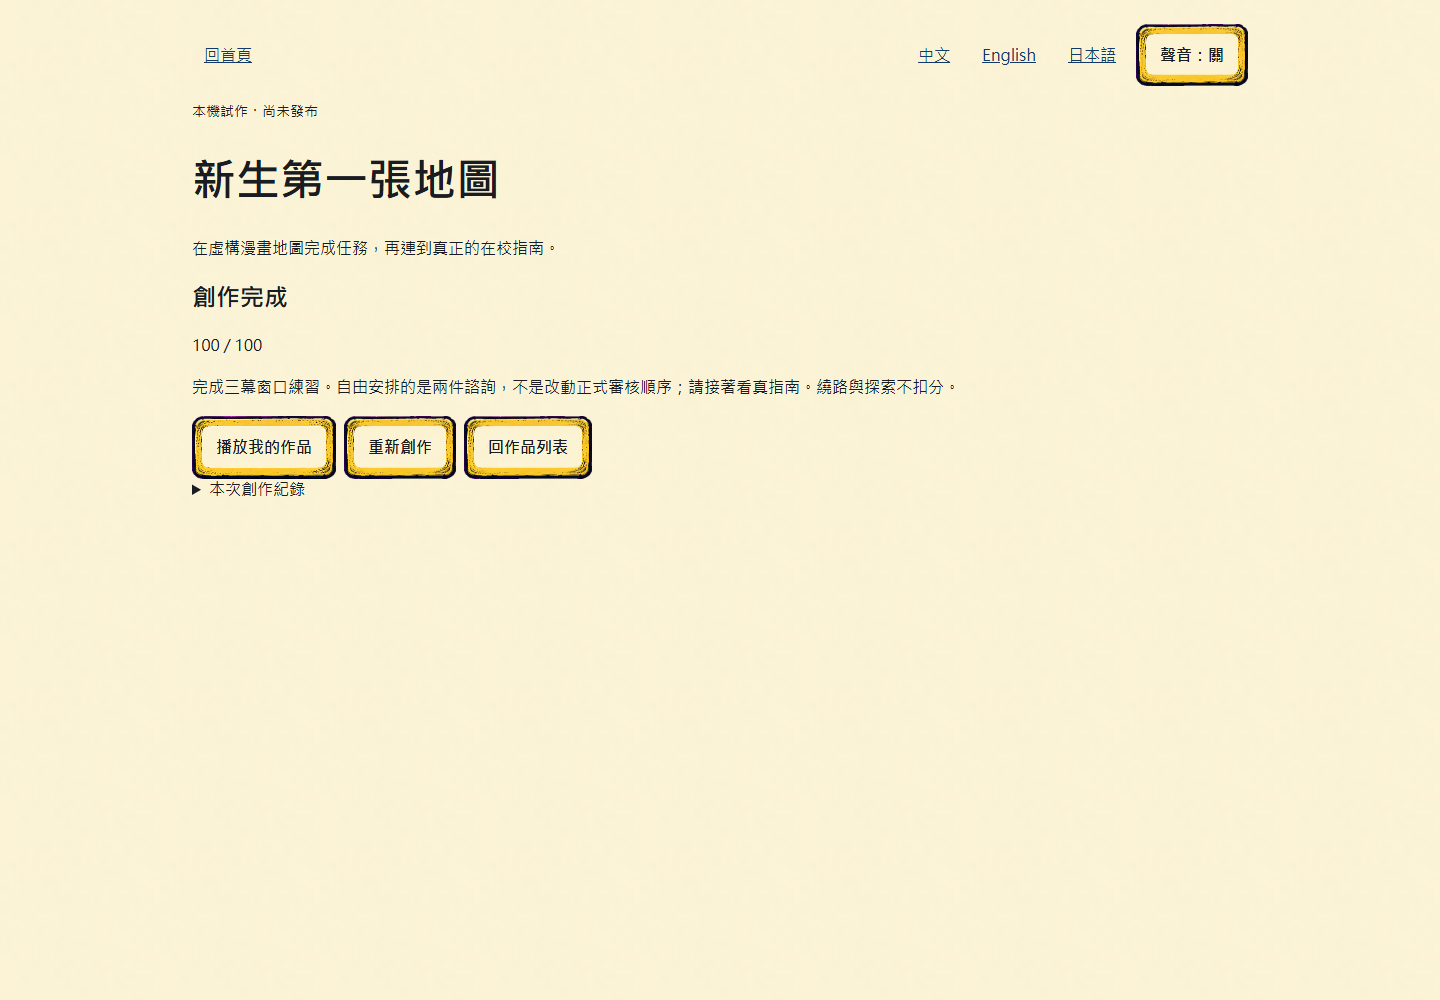 回首頁
中文 English 日本語 聲音：關
本機試作・尚未發布
新生第一張地圖
在虛構漫畫地圖完成任務，再連到真正的在校指南。
創作完成
100 / 100
完成三幕窗口練習。自由安排的是兩件諮詢，不是改動正式審核順序；請接著看真指南。繞路與探索不扣分。
播放我的作品 重新創作 回作品列表
本次創作紀錄